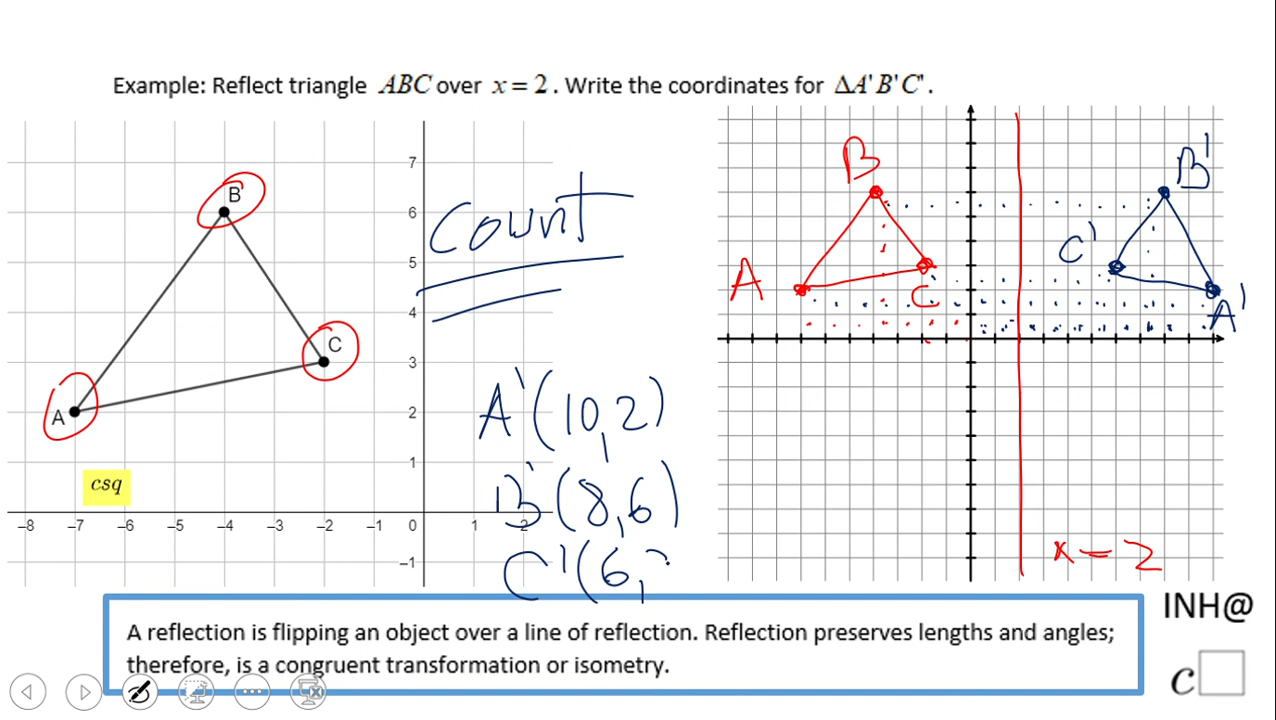 Example: Reflect triangle ABC over x = 2. Write the coordinates for ΔA'B'C'.
B
C
A
csq
7
6
5
4
3
2
1
0
-1
-8 -7 -6 -5 -4 -3 -2 -1 0 1 2
Count
A'(10,2)
B'(8,6)
C'(6,
B
A
C
B'
C'
A'
x = 2
A reflection is flipping an object over a line of reflection. Reflection preserves lengths and angles;
therefore, is a congruent transformation or isometry.
INH@
c